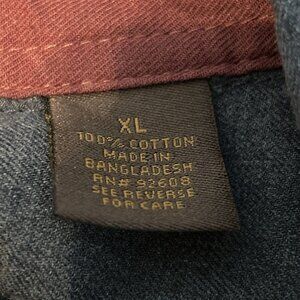 XL
100% COTTON
MADE IN
BANGLADESH
RN# 92608
SEE REVERSE
FOR CARE